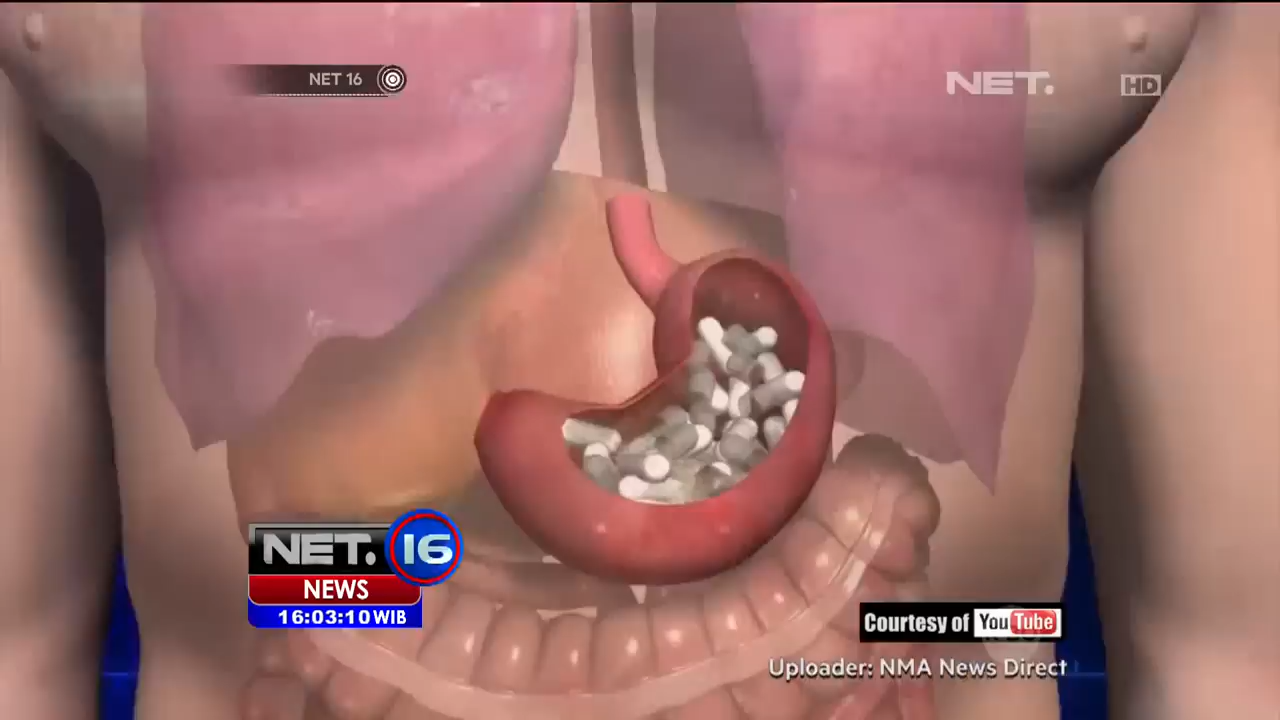 NET 16
NET.
HD
NET. 16
NEWS
16:03:10 WIB
Courtesy of YouTube
Uploader: NMA News Direct